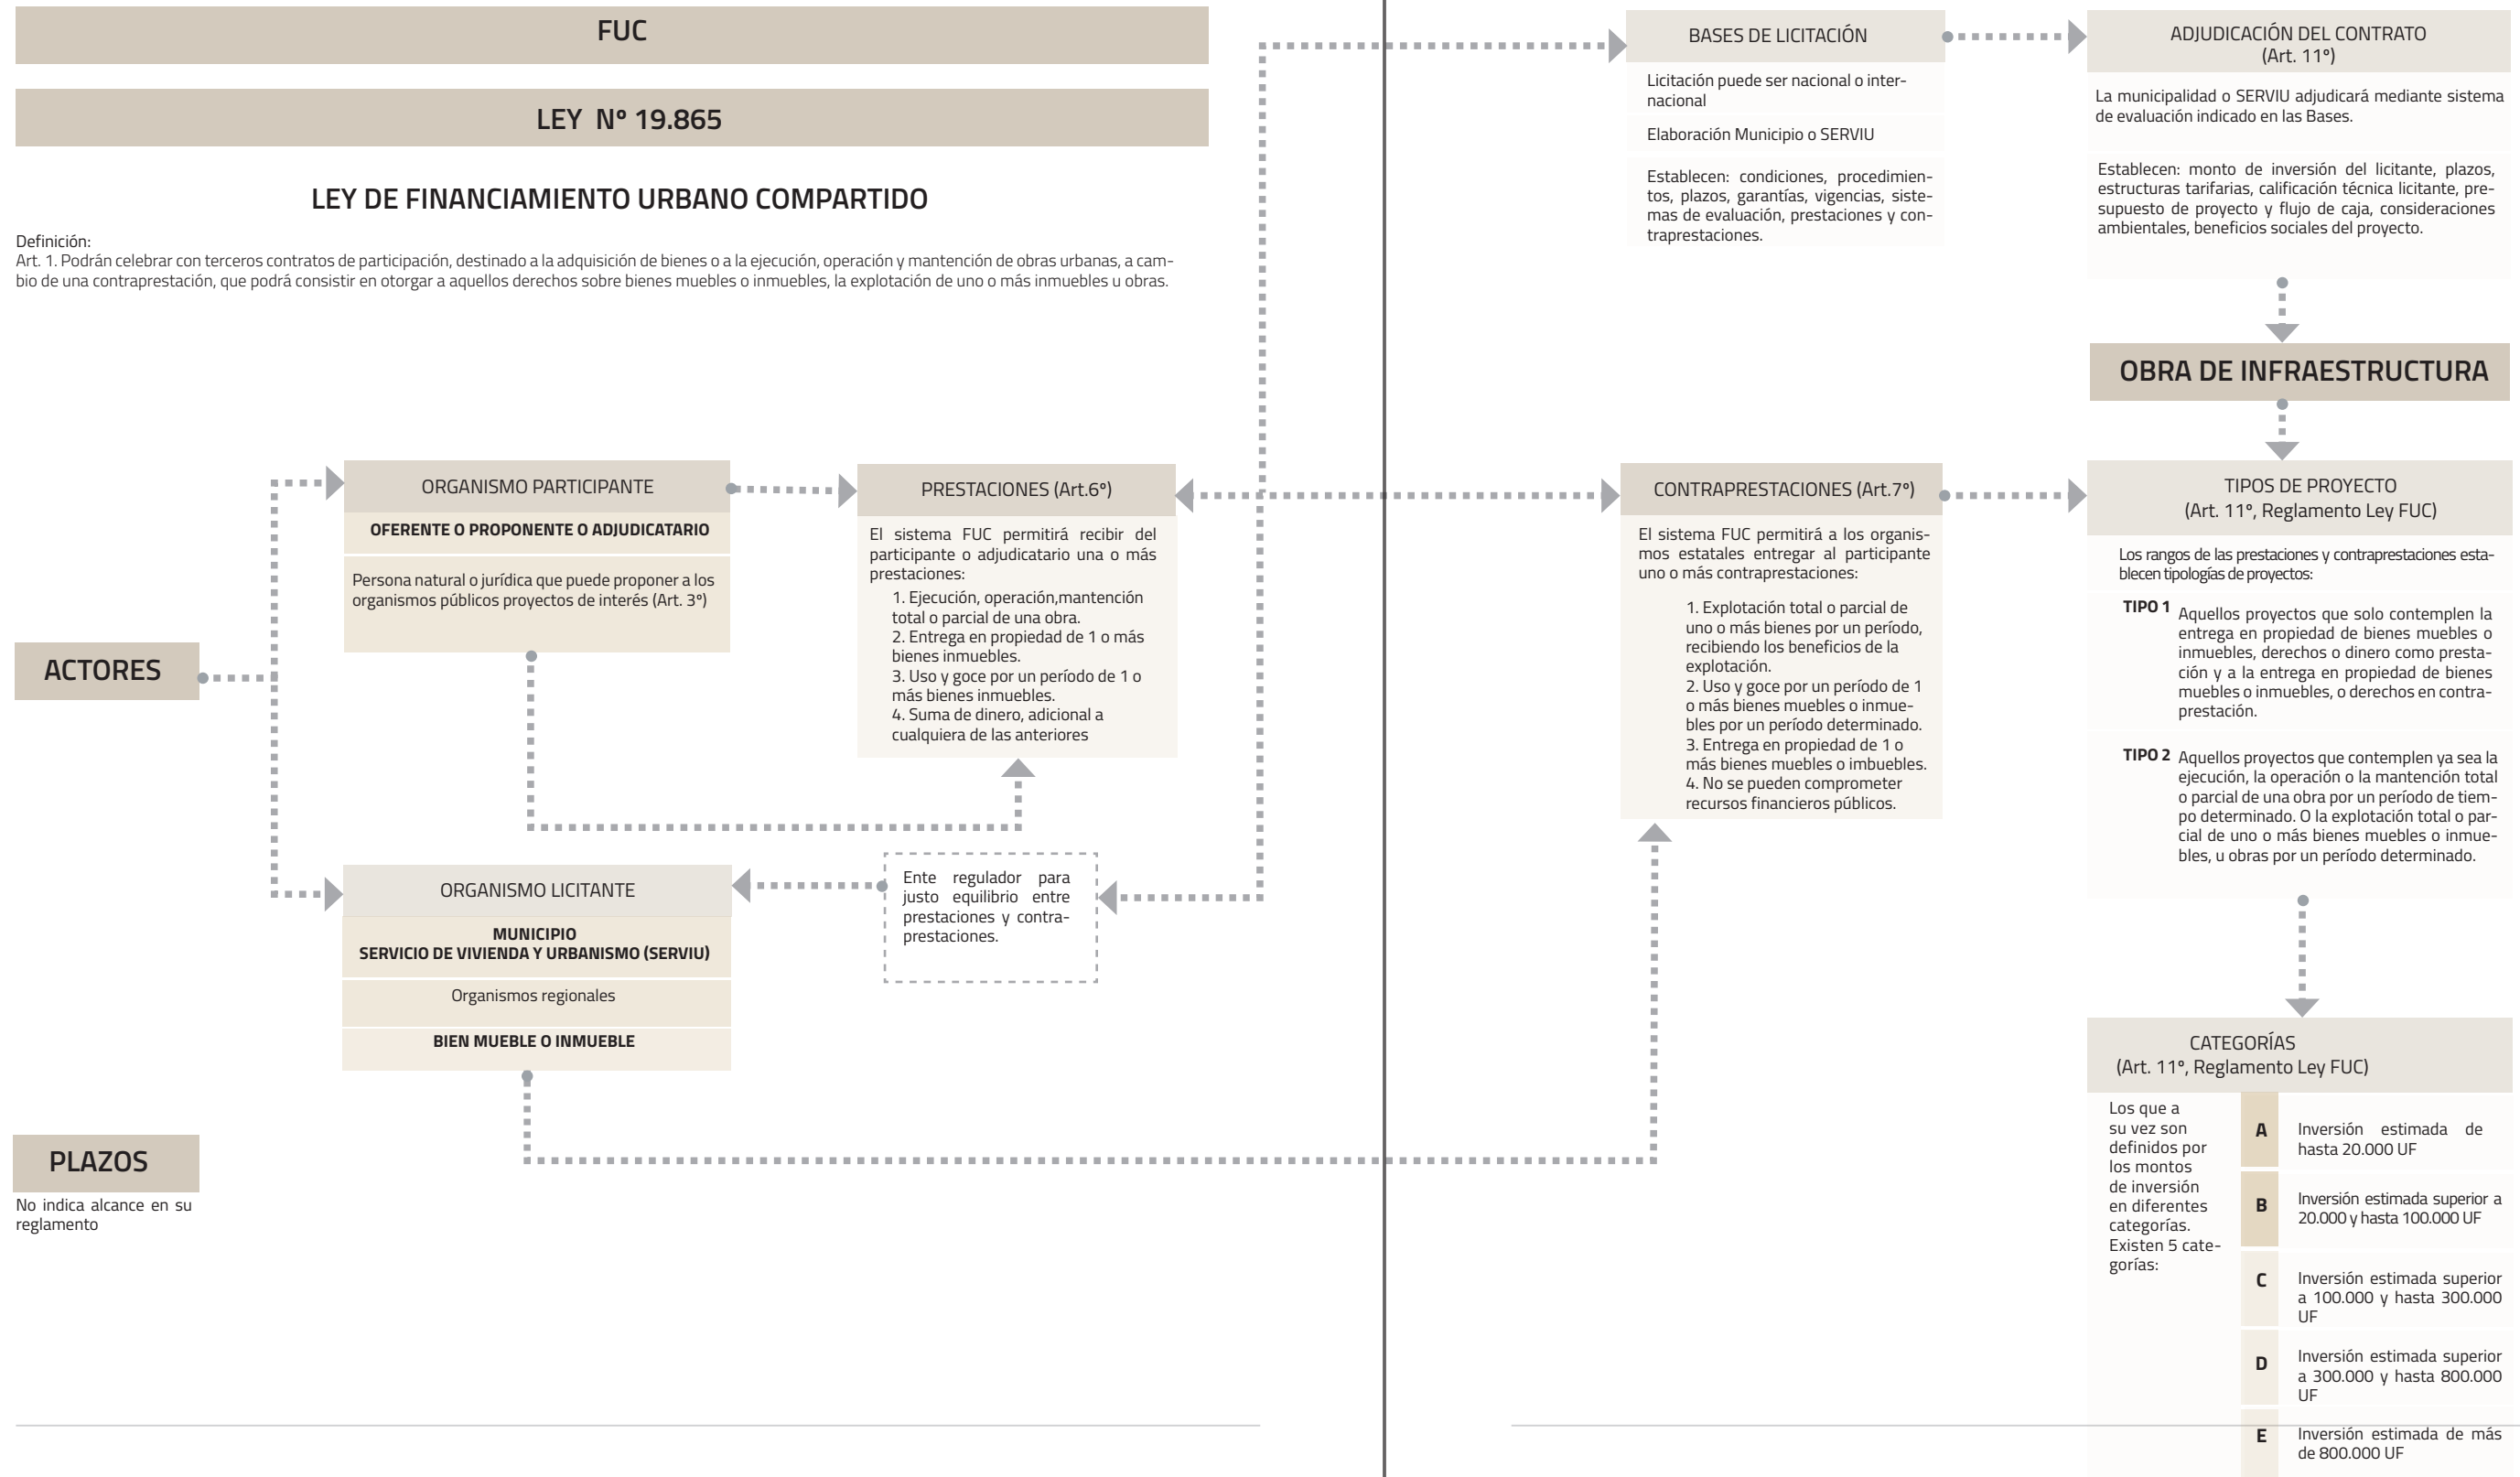 FUC
LEY Nº 19.865
LEY DE FINANCIAMIENTO URBANO COMPARTIDO
Definición:
Art. 1. Podrán celebrar con terceros contratos de participación, destinado a la adquisición de bienes o a la ejecución, operación y mantención de obras urbanas, a cam-
bio de una contraprestación, que podrá consistir en otorgar a aquellos derechos sobre bienes muebles o inmuebles, la explotación de uno o más inmuebles u obras.
ACTORES
ORGANISMO PARTICIPANTE
OFERENTE O PROPONENTE O ADJUDICATARIO
Persona natural o jurídica que puede proponer a los
organismos públicos proyectos de interés (Art. 3º)
PRESTACIONES (Art.6º)
El sistema FUC permitirá recibir del
participante o adjudicatario una o más
prestaciones:
1. Ejecución, operación,mantención
total o parcial de una obra.
2. Entrega en propiedad de 1 o más
bienes inmuebles.
3. Uso y goce por un período de 1 o
más bienes inmuebles.
4. Suma de dinero, adicional a
cualquiera de las anteriores
ORGANISMO LICITANTE
MUNICIPIO
SERVICIO DE VIVIENDA Y URBANISMO (SERVIU)
Organismos regionales
BIEN MUEBLE O INMUEBLE
Ente regulador para
justo equilibrio entre
prestaciones y contra-
prestaciones.
PLAZOS
No indica alcance en su
reglamento
BASES DE LICITACIÓN
Licitación puede ser nacional o inter-
nacional
Elaboración Municipio o SERVIU
Establecen: condiciones, procedimien-
tos, plazos, garantías, vigencias, siste-
mas de evaluación, prestaciones y con-
traprestaciones.
ADJUDICACIÓN DEL CONTRATO
(Art. 11º)
La municipalidad o SERVIU adjudicará mediante sistema
de evaluación indicado en las Bases.
Establecen: monto de inversión del licitante, plazos,
estructuras tarifarias, calificación técnica licitante, pre-
supuesto de proyecto y flujo de caja, consideraciones
ambientales, beneficios sociales del proyecto.
OBRA DE INFRAESTRUCTURA
CONTRAPRESTACIONES (Art.7º)
El sistema FUC permitirá a los organis-
mos estatales entregar al participante
uno o más contraprestaciones:
1. Explotación total o parcial de
uno o más bienes por un período,
recibiendo los beneficios de la
explotación.
2. Uso y goce por un período de 1
o más bienes muebles o inmue-
bles por un período determinado.
3. Entrega en propiedad de 1 o
más bienes muebles o imbuebles.
4. No se pueden comprometer
recursos financieros públicos.
TIPOS DE PROYECTO
(Art. 11º, Reglamento Ley FUC)
Los rangos de las prestaciones y contraprestaciones esta-
blecen tipologías de proyectos:
TIPO 1
Aquellos proyectos que solo contemplen la
entrega en propiedad de bienes muebles o
inmuebles, derechos o dinero como presta-
ción y a la entrega en propiedad de bienes
muebles o inmuebles, o derechos en contra-
prestación.
TIPO 2
Aquellos proyectos que contemplen ya sea la
ejecución, la operación o la mantención total
o parcial de una obra por un período de tiem-
po determinado. O la explotación total o par-
cial de uno o más bienes muebles o inmue-
bles, u obras por un período determinado.
CATEGORÍAS
(Art. 11º, Reglamento Ley FUC)
Los que a
su vez son
definidos por
los montos
de inversión
en diferentes
categorías.
Existen 5 cate-
gorías:
A
Inversión estimada de
hasta 20.000 UF
B
Inversión estimada superior a
20.000 y hasta 100.000 UF
C
Inversión estimada superior
a 100.000 y hasta 300.000
UF
D
Inversión estimada superior
a 300.000 y hasta 800.000
UF
E
Inversión estimada de más
de 800.000 UF